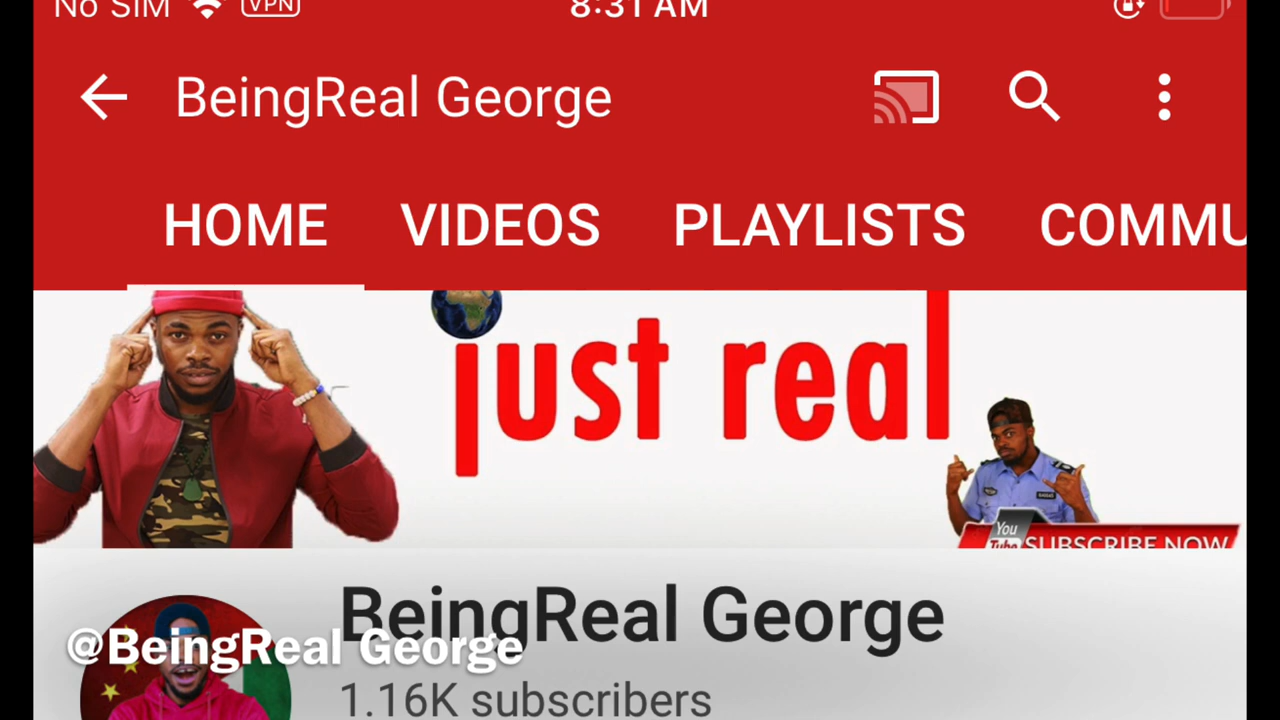 No SIM VPN 8:31 AM
BeingReal George
HOME VIDEOS PLAYLISTS COMMU
just real
You
Tube SUBSCRIBE NOW
BeingReal George
@BeingReal George
1.16K subscribers